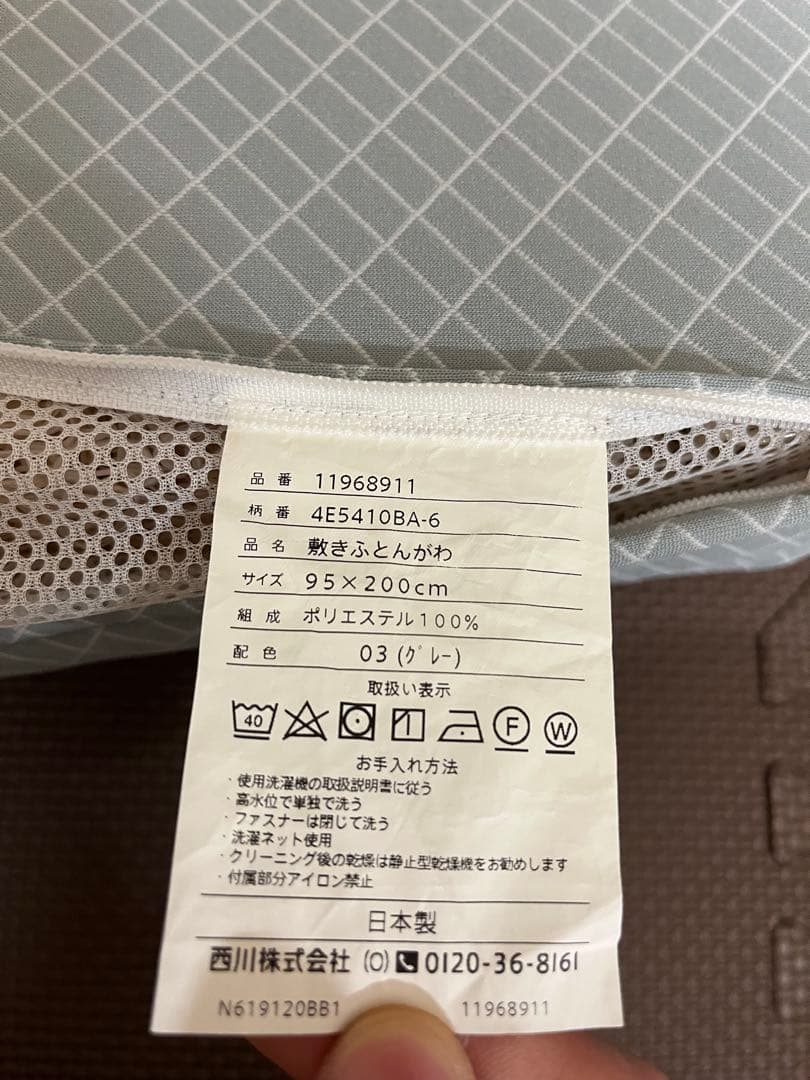 品番 11968911
柄番 4E5410BA-6
品名 敷きふとんがわ
サイズ 95×200cm
組成 ポリエステル100%
配色 03(ｸﾞﾚｰ)
取扱い表示
40 F W
お手入れ方法
・使用洗濯機の取扱説明書に従う
・高水位で単独で洗う
・ファスナーは閉じて洗う
・洗濯ネット使用
・クリーニング後の乾燥は静止型乾燥機をお勧めします
・付属部分アイロン禁止
日本製
西川株式会社 (O) 0120-36-8161
N619120BB1 11968911